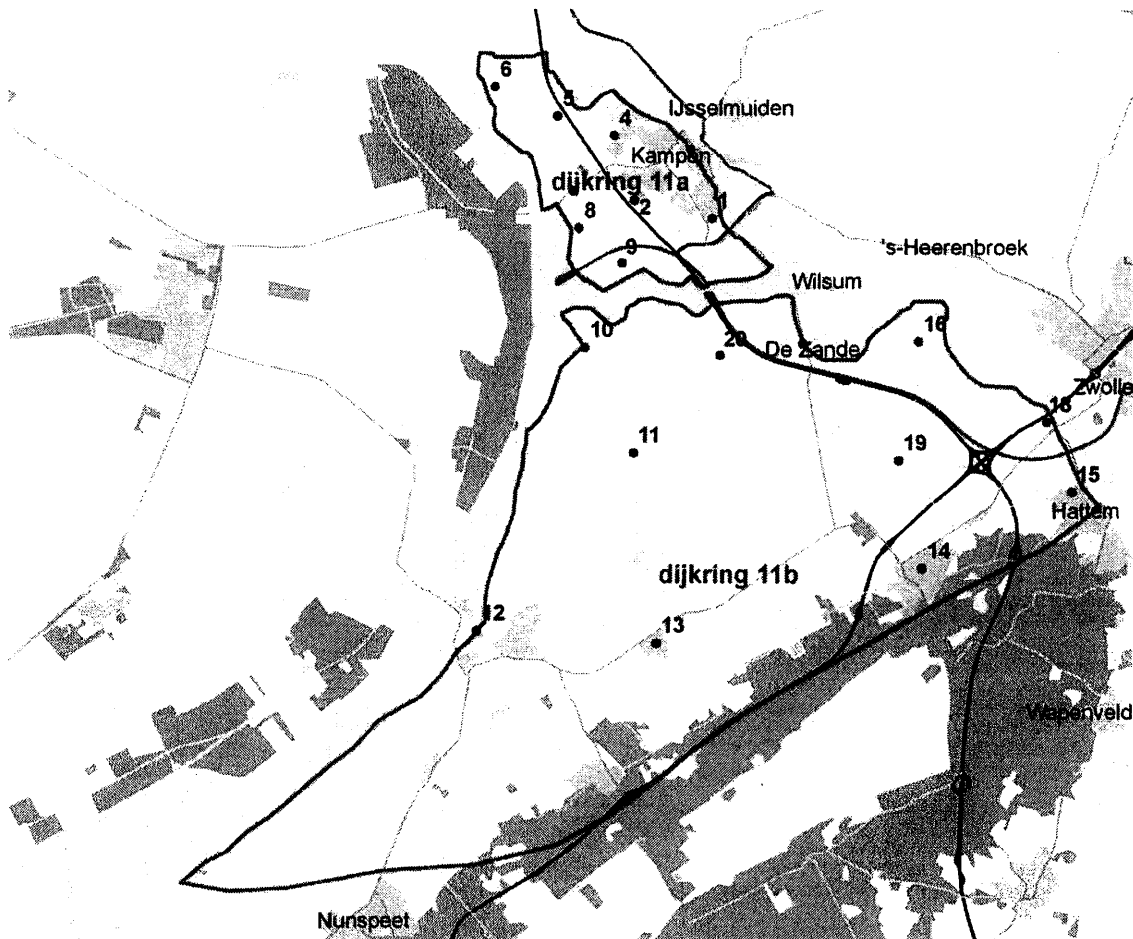 6
5
4
IJsselmuiden
Kampen
dijkring 11a
2
1
8
9
's-Heerenbroek
Wilsum
10
20
De Zande
16
Zwolle
18
11
19
15
Hattem
14
dijkring 11b
12
13
Wapenveld
Nunspeet